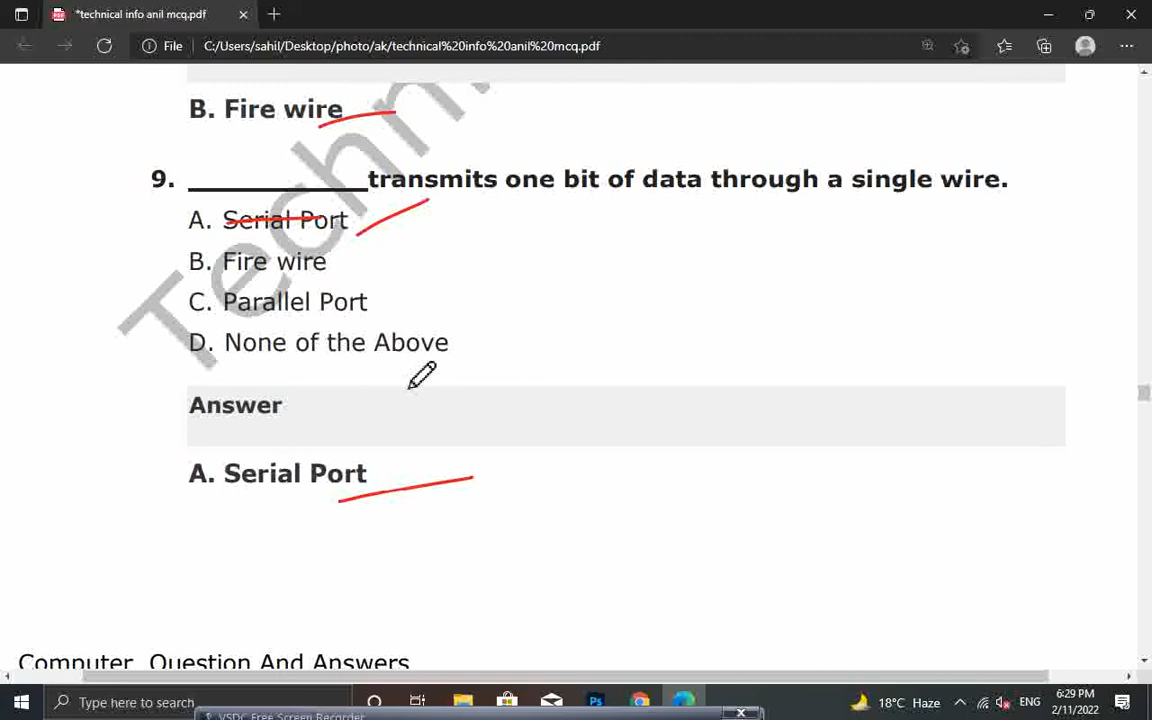 *technical info anil mcq.pdf
File C:/Users/sahil/Desktop/photo/ak/technical%20info%20anil%20mcq.pdf
B. Fire wire
9. ____________transmits one bit of data through a single wire.
A. Serial Port
B. Fire wire
C. Parallel Port
D. None of the Above
Answer
A. Serial Port
Techn
Computer Question And Answers
Type here to search
18°C Haze
ENG
6:29 PM
2/11/2022
VSDC Free Screen Recorder